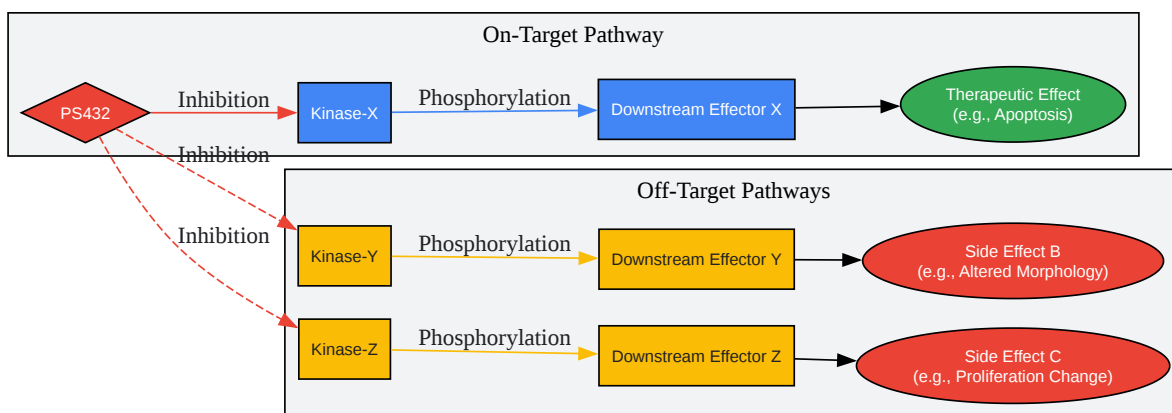 On-Target Pathway
PS432
Inhibition
Kinase-X
Phosphorylation
Downstream Effector X
Therapeutic Effect
(e.g., Apoptosis)
Inhibition
Inhibition
Off-Target Pathways
Kinase-Y
Phosphorylation
Downstream Effector Y
Side Effect B
(e.g., Altered Morphology)
Kinase-Z
Phosphorylation
Downstream Effector Z
Side Effect C
(e.g., Proliferation Change)